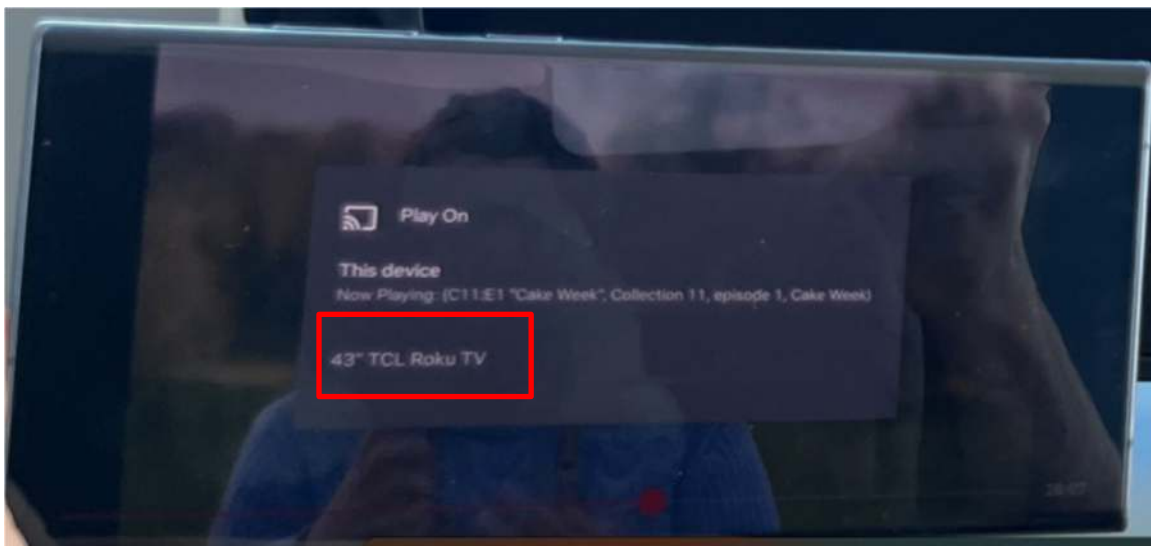 Play On
This device
Now Playing: (C11:E1 "Cake Week", Collection 11, episode 1, Cake Week)
43" TCL Roku TV